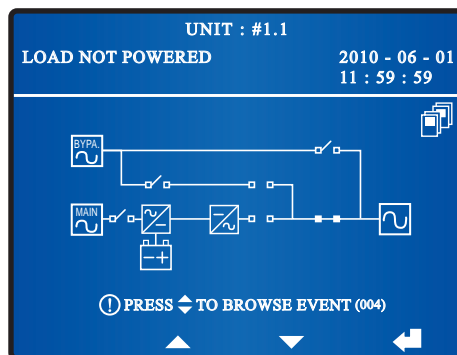 UNIT : #1.1
LOAD NOT POWERED
2010 - 06 - 01
11 : 59 : 59
BYPA.
MAIN
! PRESS TO BROWSE EVENT (004)